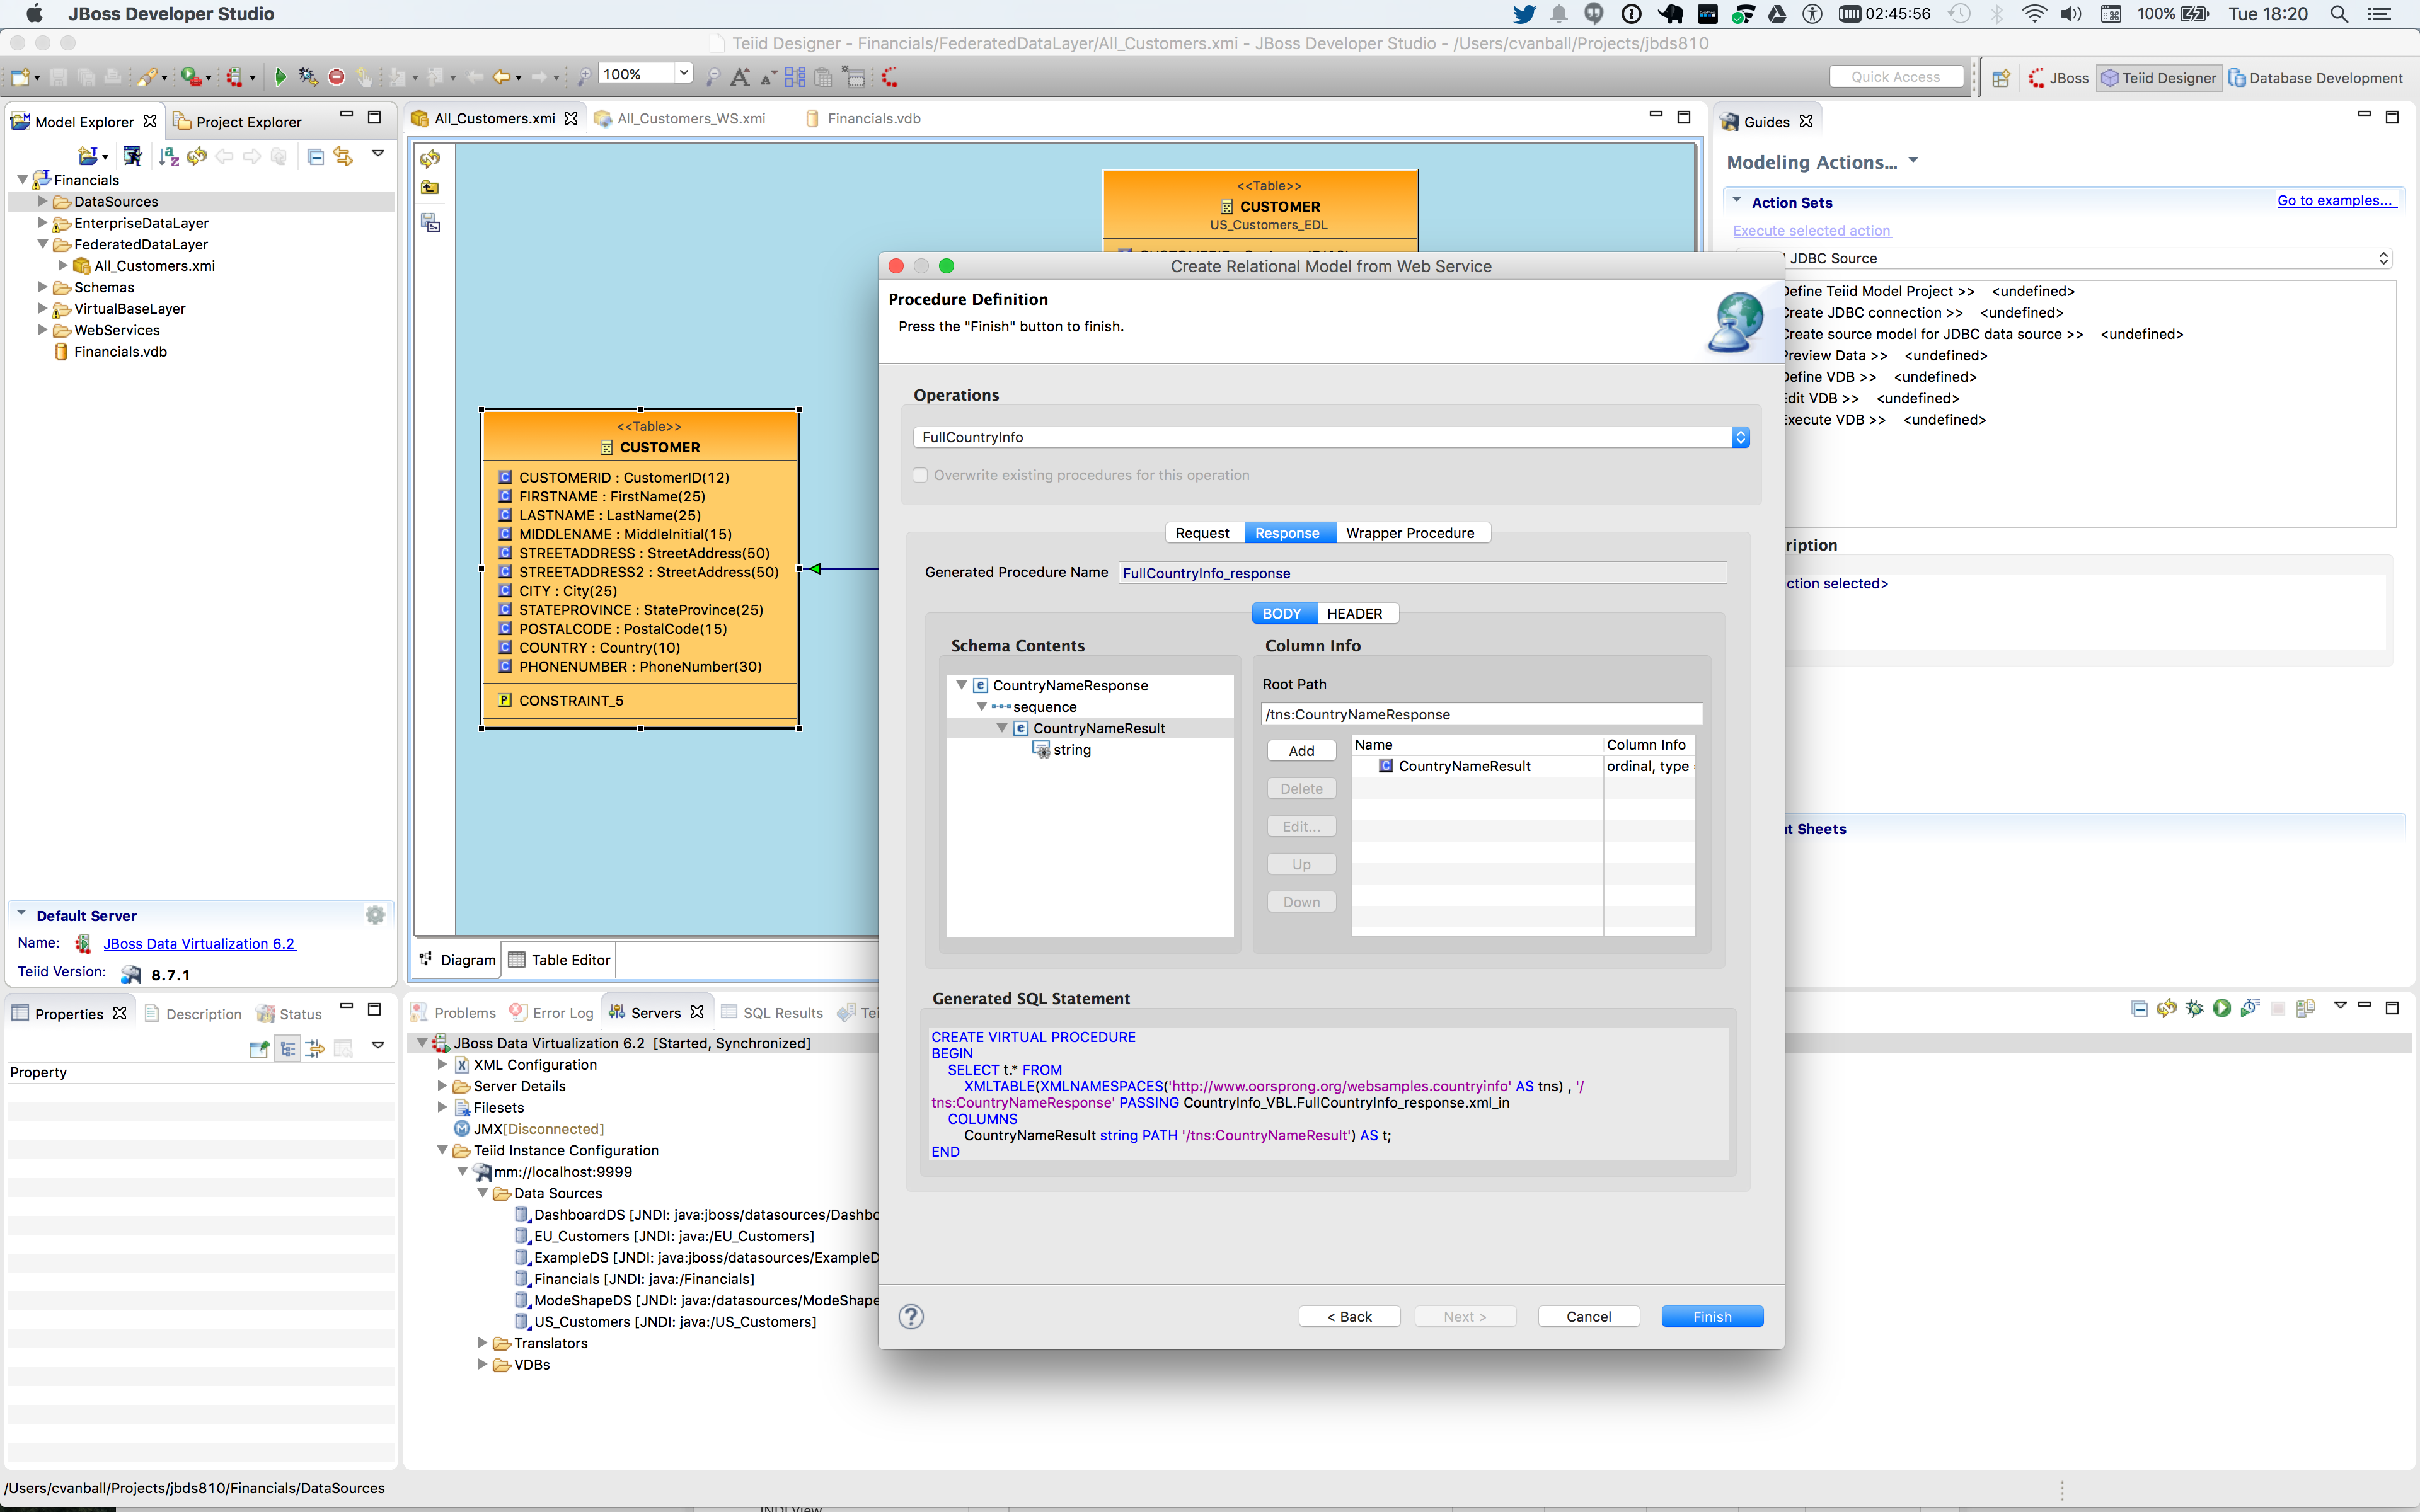 JBoss Developer Studio
02:45:56
100%
Tue 18:20
Teiid Designer - Financials/FederatedDataLayer/All_Customers.xmi - JBoss Developer Studio - /Users/cvanball/Projects/jbds810
100%
Quick Access
JBoss
Teiid Designer
Database Development
Model Explorer
Project Explorer
Financials
DataSources
EnterpriseDataLayer
FederatedDataLayer
All_Customers.xmi
Schemas
VirtualBaseLayer
WebServices
Financials.vdb
Default Server
Name:
JBoss Data Virtualization 6.2
Teiid Version:
8.7.1
All_Customers.xmi
All_Customers_WS.xmi
Financials.vdb
<<Table>>
CUSTOMER
US_Customers_EDL
<<Table>>
CUSTOMER
CUSTOMERID : CustomerID(12)
FIRSTNAME : FirstName(25)
LASTNAME : LastName(25)
MIDDLENAME : MiddleInitial(15)
STREETADDRESS : StreetAddress(50)
STREETADDRESS2 : StreetAddress(50)
CITY : City(25)
STATEPROVINCE : StateProvince(25)
POSTALCODE : PostalCode(15)
COUNTRY : Country(10)
PHONENUMBER : PhoneNumber(30)
CONSTRAINT_5
Diagram
Table Editor
Create Relational Model from Web Service
Procedure Definition
Press the "Finish" button to finish.
Operations
FullCountryInfo
Overwrite existing procedures for this operation
Request
Response
Wrapper Procedure
Generated Procedure Name
FullCountryInfo_response
BODY
HEADER
Schema Contents
CountryNameResponse
sequence
CountryNameResult
string
Column Info
Root Path
/tns:CountryNameResponse
Add
Delete
Edit...
Up
Down
Name
Column Info
CountryNameResult
ordinal, type
Generated SQL Statement
CREATE VIRTUAL PROCEDURE
BEGIN
SELECT t.* FROM
XMLTABLE(XMLNAMESPACES('http://www.oorsprong.org/websamples.countryinfo' AS tns) , '/
tns:CountryNameResponse' PASSING CountryInfo_VBL.FullCountryInfo_response.xml_in
COLUMNS
CountryNameResult string PATH '/tns:CountryNameResult') AS t;
END
?
< Back
Next >
Cancel
Finish
Guides
Modeling Actions...
Action Sets
Go to examples...
Execute selected action
JDBC Source
Define Teiid Model Project >> <undefined>
Create JDBC connection >> <undefined>
Create source model for JDBC data source >> <undefined>
Preview Data >> <undefined>
Define VDB >> <undefined>
Edit VDB >> <undefined>
Execute VDB >> <undefined>
ription
ction selected>
t Sheets
Properties
Description
Status
Property
Problems
Error Log
Servers
SQL Results
Tei
JBoss Data Virtualization 6.2 [Started, Synchronized]
XML Configuration
Server Details
Filesets
JMX[Disconnected]
Teiid Instance Configuration
mm://localhost:9999
Data Sources
DashboardDS [JNDI: java:jboss/datasources/Dashbo
EU_Customers [JNDI: java:/EU_Customers]
ExampleDS [JNDI: java:jboss/datasources/ExampleD
Financials [JNDI: java:/Financials]
ModeShapeDS [JNDI: java:/datasources/ModeShape
US_Customers [JNDI: java:/US_Customers]
Translators
VDBs
/Users/cvanball/Projects/jbds810/Financials/DataSources